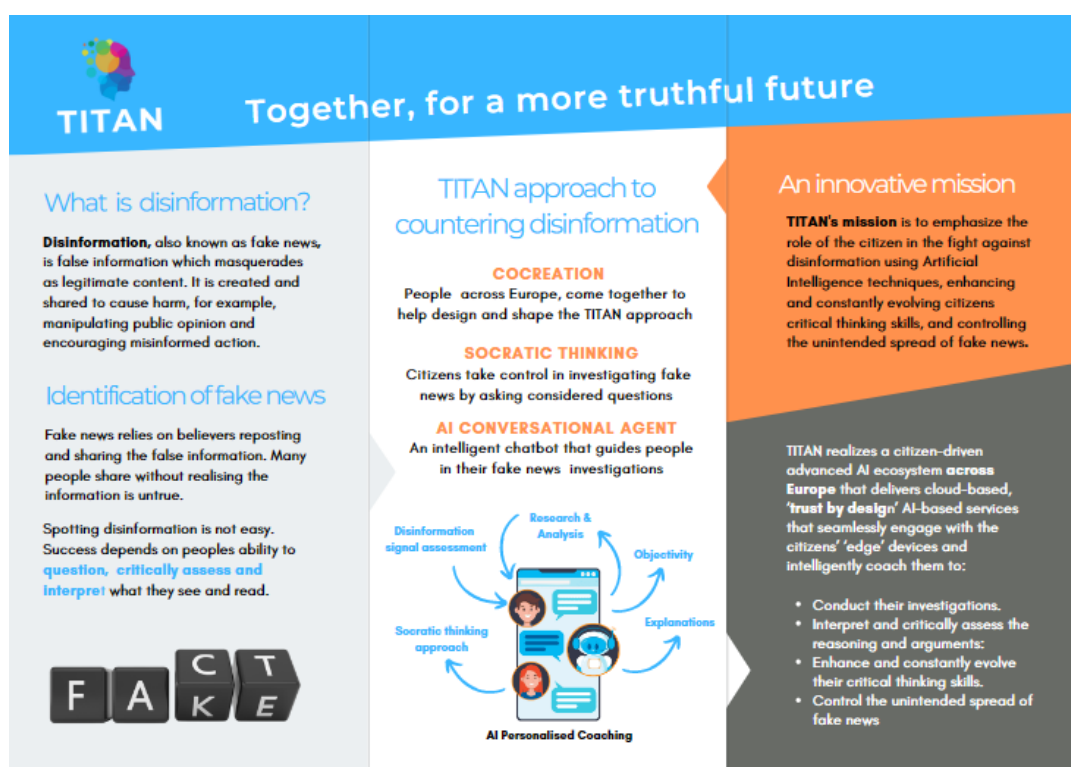 TITAN
Together, for a more truthful future
What is disinformation?
Disinformation, also known as fake news,
is false information which masquerades
as legitimate content. It is created and
shared to cause harm, for example,
manipulating public opinion and
encouraging misinformed action.
Identification of fake news
Fake news relies on believers reposting
and sharing the false information. Many
people share without realising the
information is untrue.
Spotting disinformation is not easy.
Success depends on peoples ability to
question, critically assess and
interpret what they see and read.
F A C T
K E
TITAN approach to
countering disinformation
COCREATION
People across Europe, come together to
help design and shape the TITAN approach
SOCRATIC THINKING
Citizens take control in investigating fake
news by asking considered questions
AI CONVERSATIONAL AGENT
An intelligent chatbot that guides people
in their fake news investigations
Disinformation
signal assessment
Research &
Analysis
Objectivity
Explanations
Socratic thinking
approach
AI Personalised Coaching
An innovative mission
TITAN's mission is to emphasize the
role of the citizen in the fight against
disinformation using Artificial
Intelligence techniques, enhancing
and constantly evolving citizens
critical thinking skills, and controlling
the unintended spread of fake news.
TITAN realizes a citizen-driven
advanced AI ecosystem across
Europe that delivers cloud-based,
'trust by design' AI-based services
that seamlessly engage with the
citizens' 'edge' devices and
intelligently coach them to:
• Conduct their investigations.
• Interpret and critically assess the
reasoning and arguments:
• Enhance and constantly evolve
their critical thinking skills.
• Control the unintended spread of
fake news